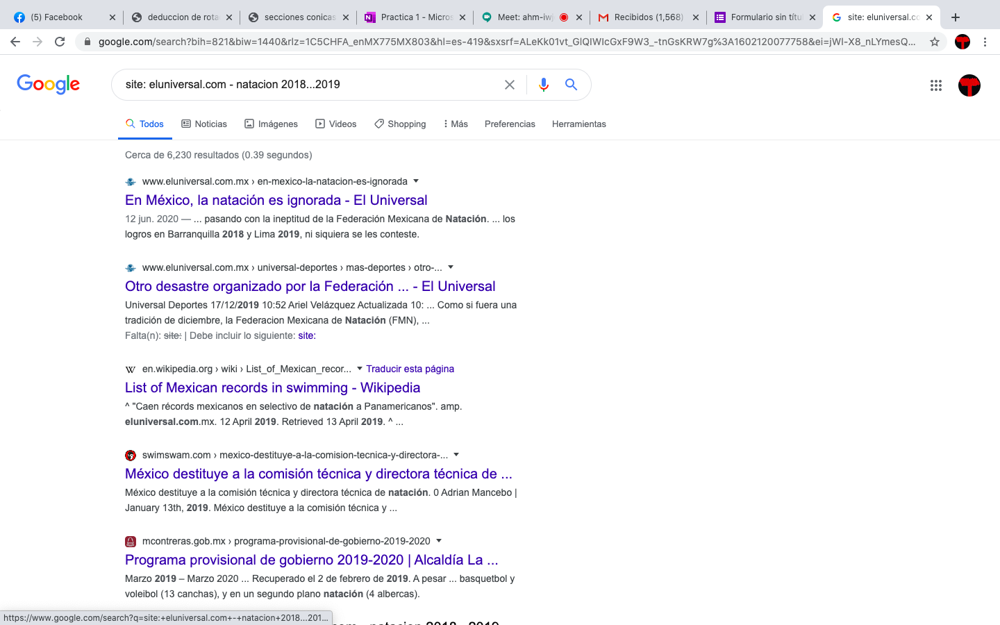 (5) Facebook
deduccion de rota
secciones conicas
Practica 1 - Micros
Meet: ahm-iwj
Recibidos (1,568)
Formulario sin títu
site: eluniversal.co
google.com/search?bih=821&biw=1440&rlz=1C5CHFA_enMX775MX803&hl=es-419&sxsrf=ALeKk01vt_GlQIWIcGxF9W3_-tnGsKRW7g%3A1602120077758&ei=jWl-X8_nLYmesQ...
Google
site: eluniversal.com - natacion 2018...2019
Todos
Noticias
Imágenes
Videos
Shopping
Más
Preferencias
Herramientas
Cerca de 6,230 resultados (0.39 segundos)
www.eluniversal.com.mx › en-mexico-la-natacion-es-ignorada
En México, la natación es ignorada - El Universal
12 jun. 2020 — ... pasando con la ineptitud de la Federación Mexicana de Natación. ... los
logros en Barranquilla 2018 y Lima 2019, ni siquiera se les conteste.
www.eluniversal.com.mx › universal-deportes › mas-deportes › otro-...
Otro desastre organizado por la Federación ... - El Universal
Universal Deportes 17/12/2019 10:52 Ariel Velázquez Actualizada 10: ... Como si fuera una
tradición de diciembre, la Federacion Mexicana de Natación (FMN), ...
Falta(n): site: | Debe incluir lo siguiente: site:
W en.wikipedia.org › wiki › List_of_Mexican_recor... Traducir esta página
List of Mexican records in swimming - Wikipedia
^ "Caen récords mexicanos en selectivo de natación a Panamericanos". amp.
eluniversal.com.mx. 12 April 2019. Retrieved 13 April 2019. ^ ...
swimswam.com › mexico-destituye-a-la-comision-tecnica-y-directora-...
México destituye a la comisión técnica y directora técnica de ...
México destituye a la comisión técnica y directora técnica de natación. 0 Adrian Mancebo |
January 13th, 2019. México destituye a la comisión técnica y ...
mcontreras.gob.mx › programa-provisional-de-gobierno-2019-2020
Programa provisional de gobierno 2019-2020 | Alcaldía La ...
Marzo 2019 – Marzo 2020 ... Recuperado el 2 de febrero de 2019. A pesar ... basquetbol y
voleibol (13 canchas), y en un segundo plano natación (4 albercas).
https://www.google.com/search?q=site:+eluniversal.com+-+natacion+2018...201...